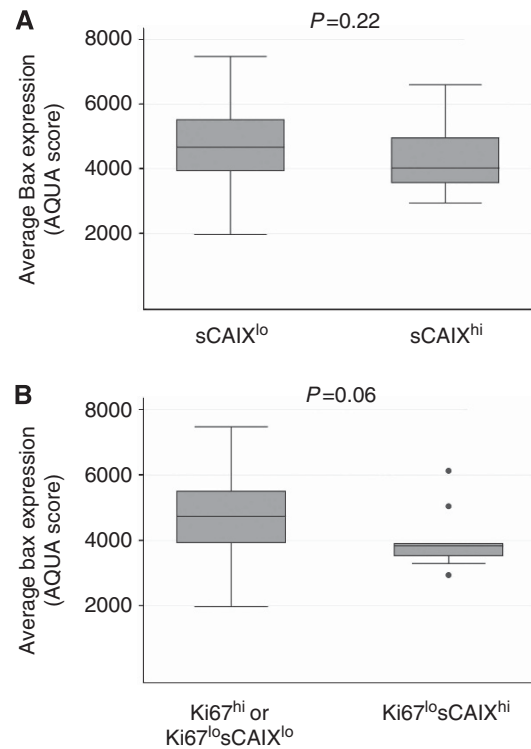 A
P=0.22
Average Bax expression
(AQUA score)
8000
6000
4000
2000
sCAIXlo
sCAIXhi
B
P=0.06
Average bax expression
(AQUA score)
8000
6000
4000
2000
Ki67hi or
Ki67losCAIXlo
Ki67losCAIXhi